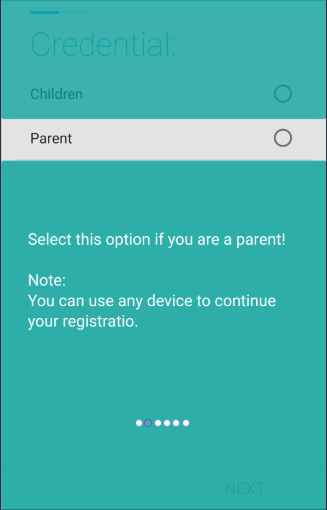 Credential:
Children
Parent
Select this option if you are a parent!
Note:
You can use any device to continue
your registratio.
NEXT